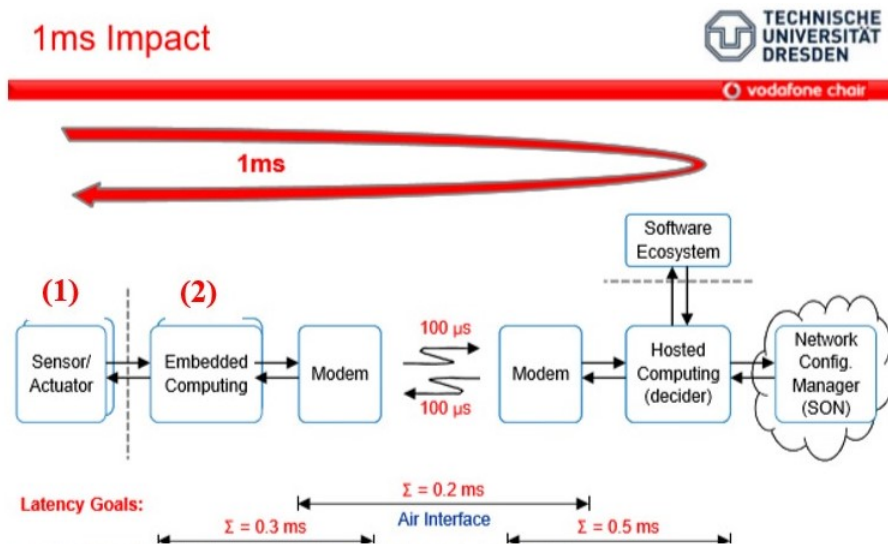 1ms Impact
TECHNISCHE
UNIVERSITÄT
DRESDEN
vodafone chair
1ms
Software
Ecosystem
(1)
(2)
Sensor/
Actuator
Embedded
Computing
Modem
100 µs
100 µs
Modem
Hosted
Computing
(decider)
Network
Config.
Manager
(SON)
Latency Goals:
Σ = 0.2 ms
Air Interface
Σ = 0.3 ms
Σ = 0.5 ms